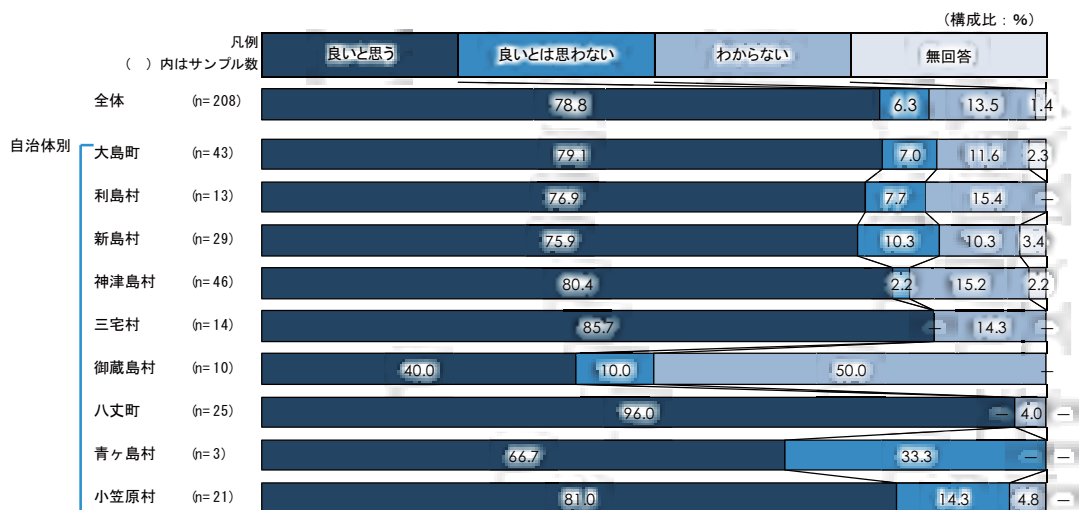 (構成比:%)
凡例
( )内はサンプル数
良いと思う 良いとは思わない わからない 無回答
全体 (n=208) 78.8 6.3 13.5 1.4
自治体別
大島町 (n=43) 79.1 7.0 11.6 2.3
利島村 (n=13) 76.9 7.7 15.4 –
新島村 (n=29) 75.9 10.3 10.3 3.4
神津島村 (n=46) 80.4 2.2 15.2 2.2
三宅村 (n=14) 85.7 – 14.3 –
御蔵島村 (n=10) 40.0 10.0 50.0 –
八丈町 (n=25) 96.0 – 4.0 –
青ヶ島村 (n=3) 66.7 33.3 – –
小笠原村 (n=21) 81.0 14.3 4.8 –